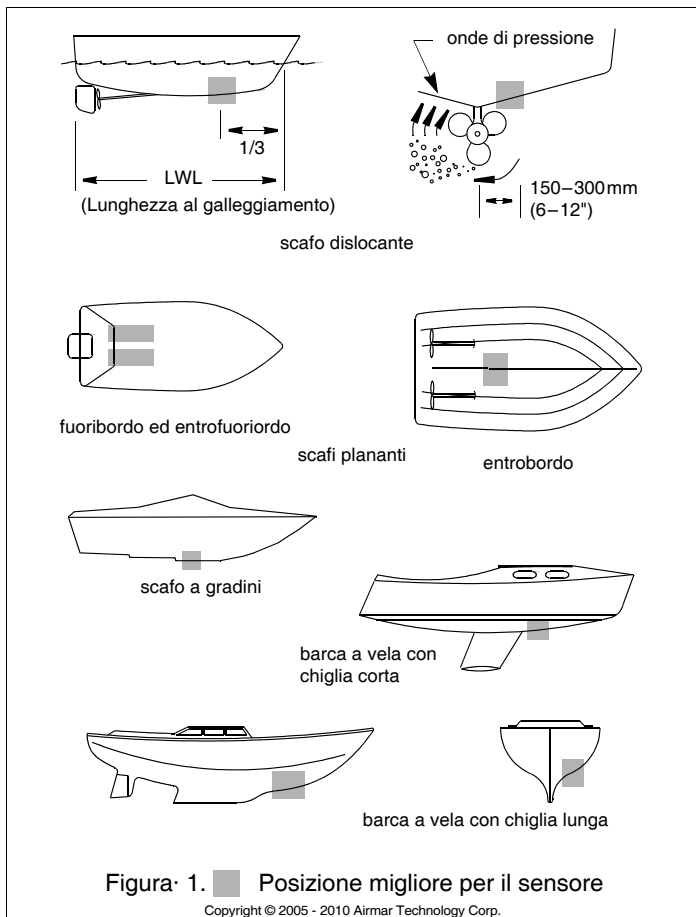 onde di pressione
1/3
LWL
(Lunghezza al galleggiamento)
150–300 mm
(6–12")
scafo dislocante
fuoribordo ed entrofuoriordo
scafi plananti
entrobordo
scafo a gradini
barca a vela con
chiglia corta
barca a vela con chiglia lunga
Figura· 1. Posizione migliore per il sensore
Copyright © 2005 - 2010 Airmar Technology Corp.